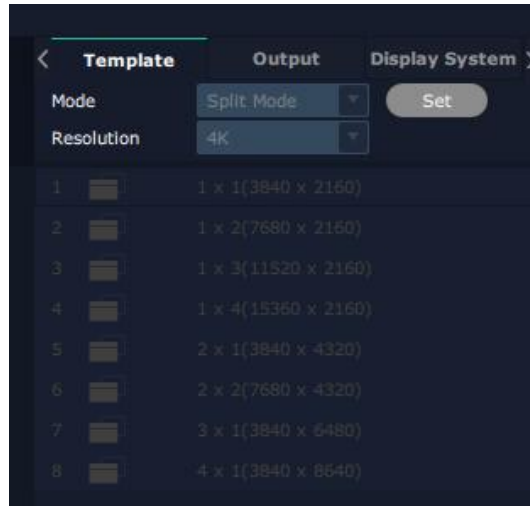 Template Output Display System
Mode Split Mode Set
Resolution 4K
1 1 x 1(3840 x 2160)
2 1 x 2(7680 x 2160)
3 1 x 3(11520 x 2160)
4 1 x 4(15360 x 2160)
5 2 x 1(3840 x 4320)
6 2 x 2(7680 x 4320)
7 3 x 1(3840 x 6480)
8 4 x 1(3840 x 8640)